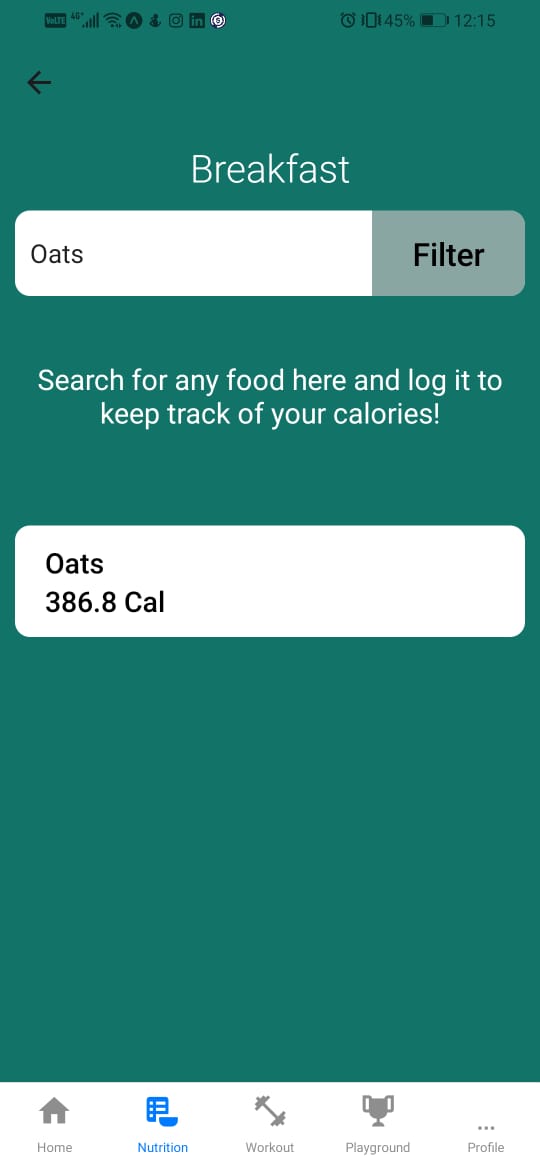 VoLTE 4G+ 45% 12:15
Breakfast
Oats Filter
Search for any food here and log it to
keep track of your calories!
Oats
386.8 Cal
Home Nutrition Workout Playground Profile